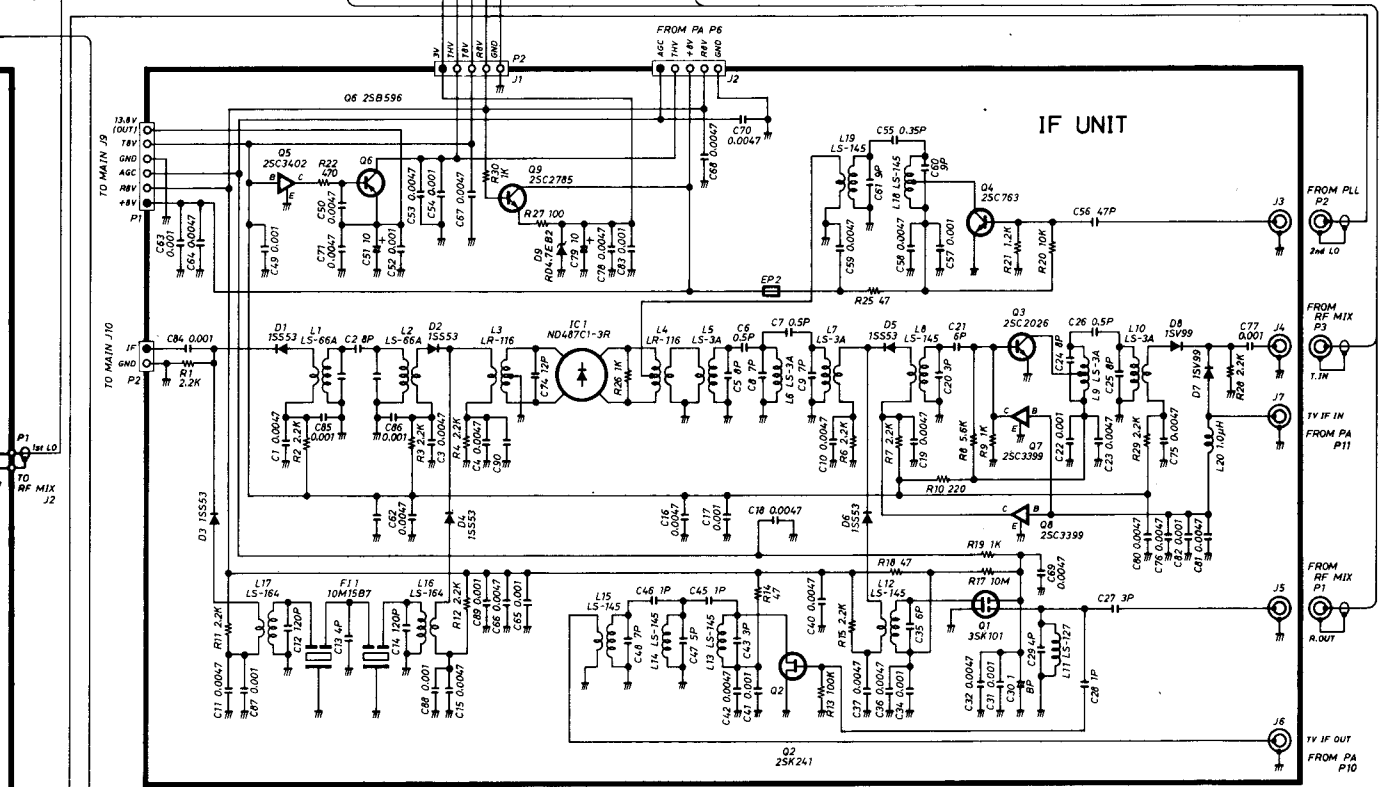 FROM PA P6
3V
THV
T8V
R8V
GND
P2
J1
AGC
THV
+8V
R8V
GND
J2
IF UNIT
TO MAIN J9
13.8V
(OUT)
T8V
GND
AGC
R8V
+8V
P1
Q6 2SB596
Q5
2SC3402
B
C
E
R22
470
Q6
C50
0.0047
C71
0.0047
C51 10
+
C52 0.001
C53 0.0047
C54 0.001
C67 0.0047
R30
1K
Q9
2SC2785
R27 100
D9
RD4.7EB2
C79 10
+
C78 0.0047
C83 0.001
C68 0.0047
C70
0.0047
C63
0.001
C64 0.0047
C49 0.001
L19
LS-145
C55 0.35P
C61 9P
L18 LS-145
C60
9P
Q4
2SC763
C56 47P
C59 0.0047
C58 0.0047
C57 0.001
R21 1.2K
R20 10K
J3
FROM PLL
P2
2nd LO
EP2
R25 47
TO MAIN J10
IF
GND
P2
C84 0.001
R1
2.2K
D1
1SS53
L1
LS-66A
C2 8P
L2
LS-66A
D2
1SS53
L3
LR-116
C74 12P
IC1
ND487C1-3R
R26 1K
L4
LR-116
L5
LS-3A
C6
0.5P
C7 0.5P
C5 8P
C8 7P
L6 LS-3A
C9 7P
L7
LS-3A
D5
1SS53
L8
LS-145
C21
6P
C20 3P
Q3
2SC2026
C26 0.5P
C24 8P
L9 LS-3A
C25 8P
L10
LS-3A
D8
1SV99
C77
0.001
D7 1SV99
R28 2.2K
J4
FROM
RF MIX
P3
T.IN
J7
TV IF IN
FROM PA
P11
L20 1.0μH
C1 0.0047
R2 2.2K
C85
0.001
C86
0.001
R3 2.2K
C3 0.0047
R4 2.2K
C4 0.0047
C90
C10 0.0047
R6 2.2K
R7 2.2K
C19 0.0047
R8 5.6K
R9 1K
B
C
E
Q7
2SC3399
C22 0.001
C23 0.0047
R29 2.2K
C75 0.0047
R10 220
C62
0.0047
D3 1SS53
D4
1SS53
C16
0.0047
C17
0.001
C18 0.0047
D6
1SS53
C
B
E
Q8
2SC3399
C80 0.0047
C76 0.0047
C82 0.001
C81 0.0047
P1
1st LO
TO
RF MIX
J2
R19 1K
R18 47
R17 10M
C69
0.0047
L17
LS-164
R11 2.2K
C12 120P
FI1
10M15B7
C13 4P
C14 120P
L16
LS-164
R12 2.2K
C89 0.001
C66 0.0047
C65 0.001
L15
LS-145
C46 1P
C45 1P
C48 7P
L14 LS-145
C47 5P
L13 LS-145
C43 3P
R14
47
C40 0.0047
R15 2.2K
L12
LS-145
C35 6P
Q1
3SK101
C29 4P
L11 LS-127
C27 3P
C28 1P
J5
FROM
RF MIX
P1
R.OUT
C11 0.0047
C87 0.001
C88 0.001
C15 0.0047
C42 0.0047
C41 0.001
Q2
R13 100K
C37 0.0047
C36 0.0047
C34 0.001
C32 0.0047
C31 0.001
C30 1
BP
Q2
2SK241
J6
TV IF OUT
FROM PA
P10